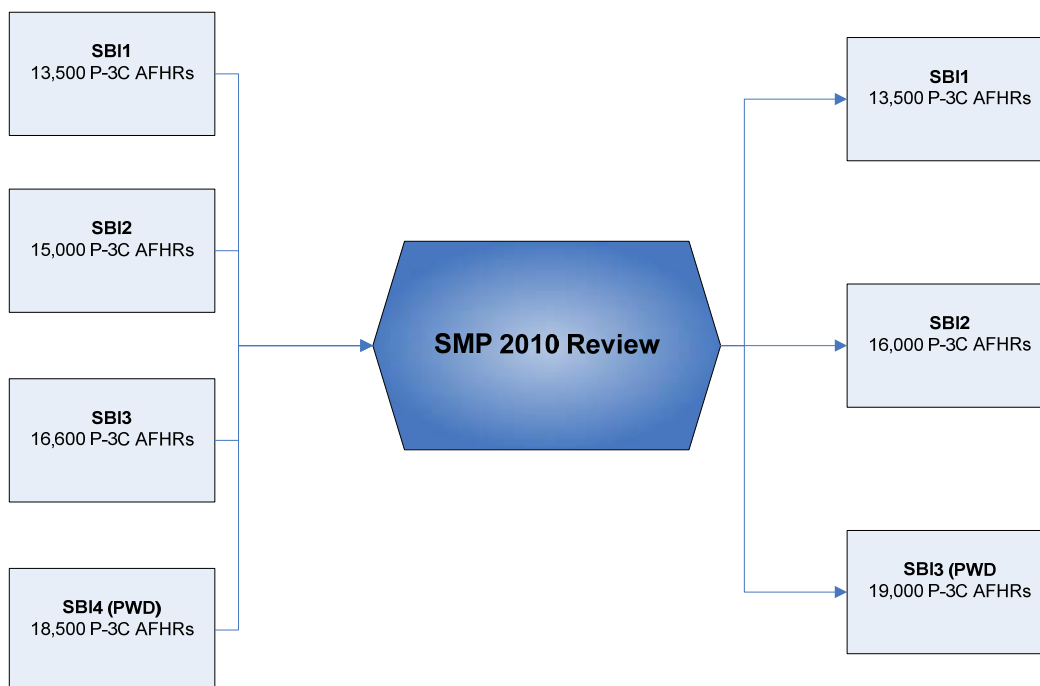 SBI1
13,500 P-3C AFHRs
SBI2
15,000 P-3C AFHRs
SBI3
16,600 P-3C AFHRs
SBI4 (PWD)
18,500 P-3C AFHRs
SMP 2010 Review
SBI1
13,500 P-3C AFHRs
SBI2
16,000 P-3C AFHRs
SBI3 (PWD
19,000 P-3C AFHRs